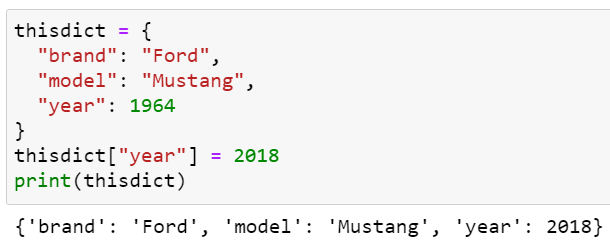 thisdict = {
  "brand": "Ford",
  "model": "Mustang",
  "year": 1964
}
thisdict["year"] = 2018
print(thisdict)
{'brand': 'Ford', 'model': 'Mustang', 'year': 2018}